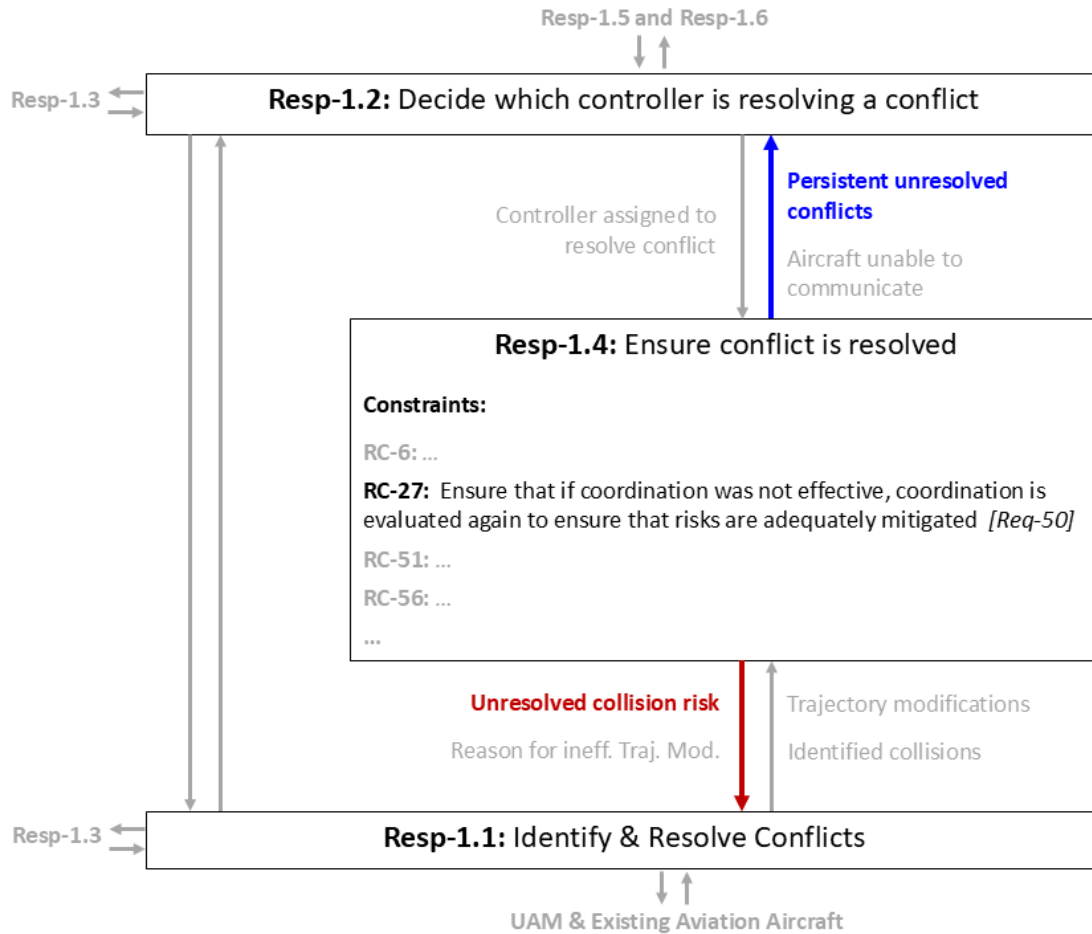 Resp-1.5 and Resp-1.6
Resp-1.3
Resp-1.2: Decide which controller is resolving a conflict
Controller assigned to
resolve conflict
Persistent unresolved
conflicts
Aircraft unable to
communicate
Resp-1.4: Ensure conflict is resolved
Constraints:
RC-6: ...
RC-27: Ensure that if coordination was not effective, coordination is
evaluated again to ensure that risks are adequately mitigated [Req-50]
RC-51: ...
RC-56: ...
...
Unresolved collision risk
Reason for ineff. Traj. Mod.
Trajectory modifications
Identified collisions
Resp-1.3
Resp-1.1: Identify & Resolve Conflicts
UAM & Existing Aviation Aircraft